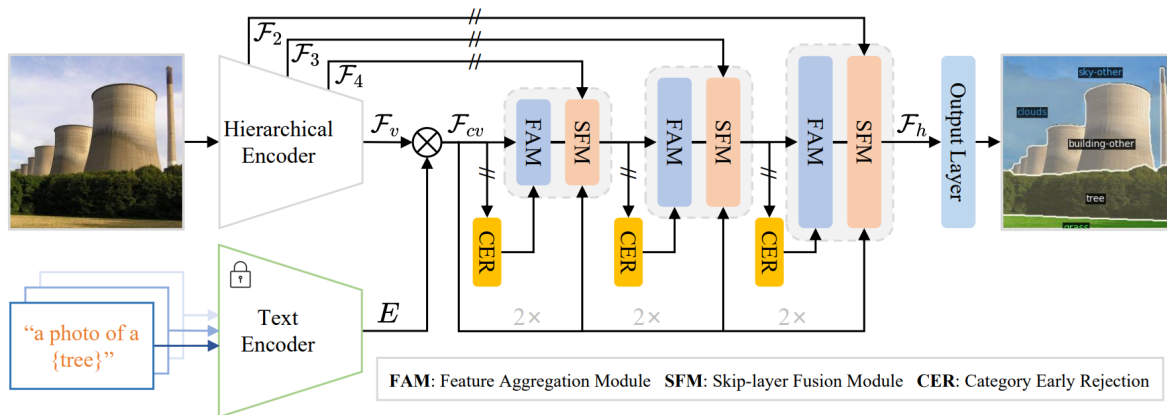 F2
//
F3
//
F4
//
Hierarchical
Encoder
Fv
⊗
Fcv
//
CER
FAM
SFM
//
CER
FAM
SFM
//
CER
FAM
SFM
Fh
Output Layer
sky-other
clouds
building-other
tree
grass
"a photo of a
{tree}"
Text
Encoder
E
2×
2×
2×
FAM: Feature Aggregation Module SFM: Skip-layer Fusion Module CER: Category Early Rejection